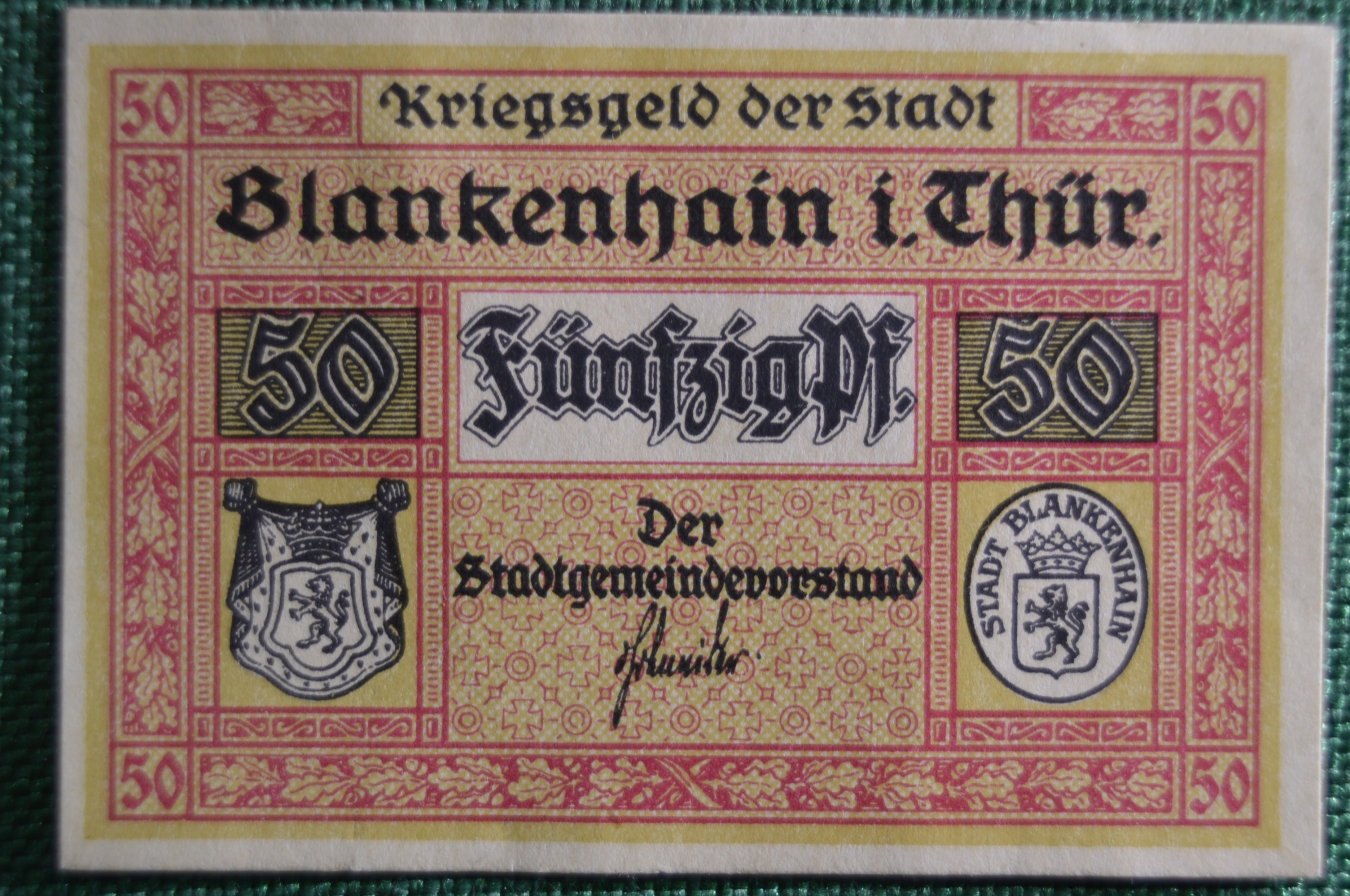 50 Kriegsgeld der Stadt 50
Blankenhain i. Thür.
50 Fünfzig Pf. 50
Der
Stadtgemeindevorstand
STADT BLANKENHAIN
50 50